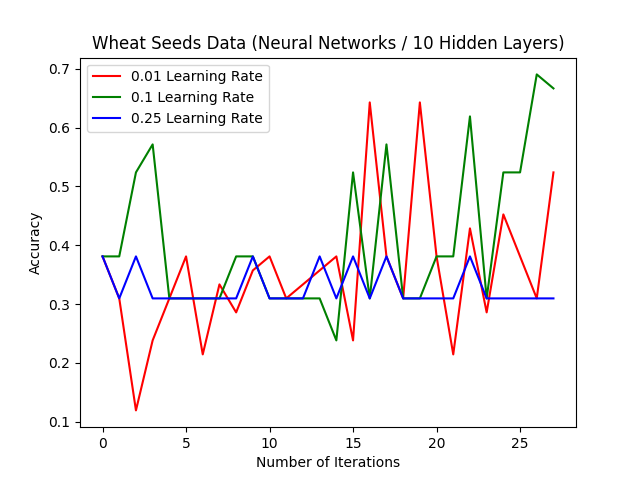 Wheat Seeds Data (Neural Networks / 10 Hidden Layers)
0.01 Learning Rate
0.1 Learning Rate
0.25 Learning Rate
0.7
0.6
0.5
0.4
0.3
0.2
0.1
Accuracy
0 5 10 15 20 25
Number of Iterations